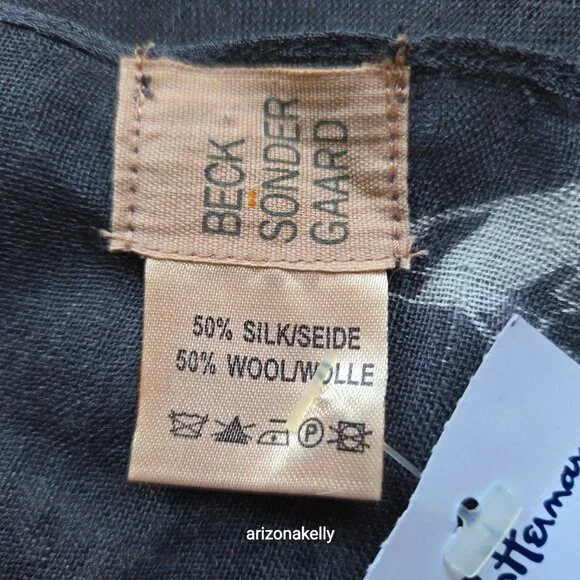 BECK
SÖNDER
GAARD
50% SILK/SEIDE
50% WOOL/WOLLE
P
arizonakelly